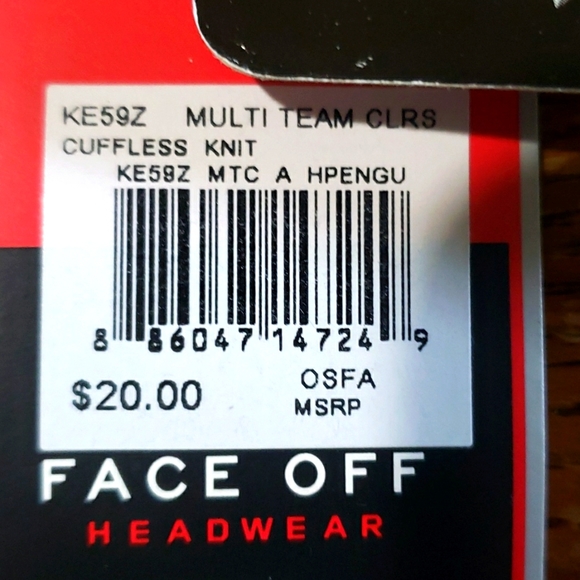 KE59Z MULTI TEAM CLRS
CUFFLESS KNIT
KE59Z MTC A HPENGU
8 86047 14724 9
$20.00 OSFA
MSRP
FACE OFF
HEADWEAR